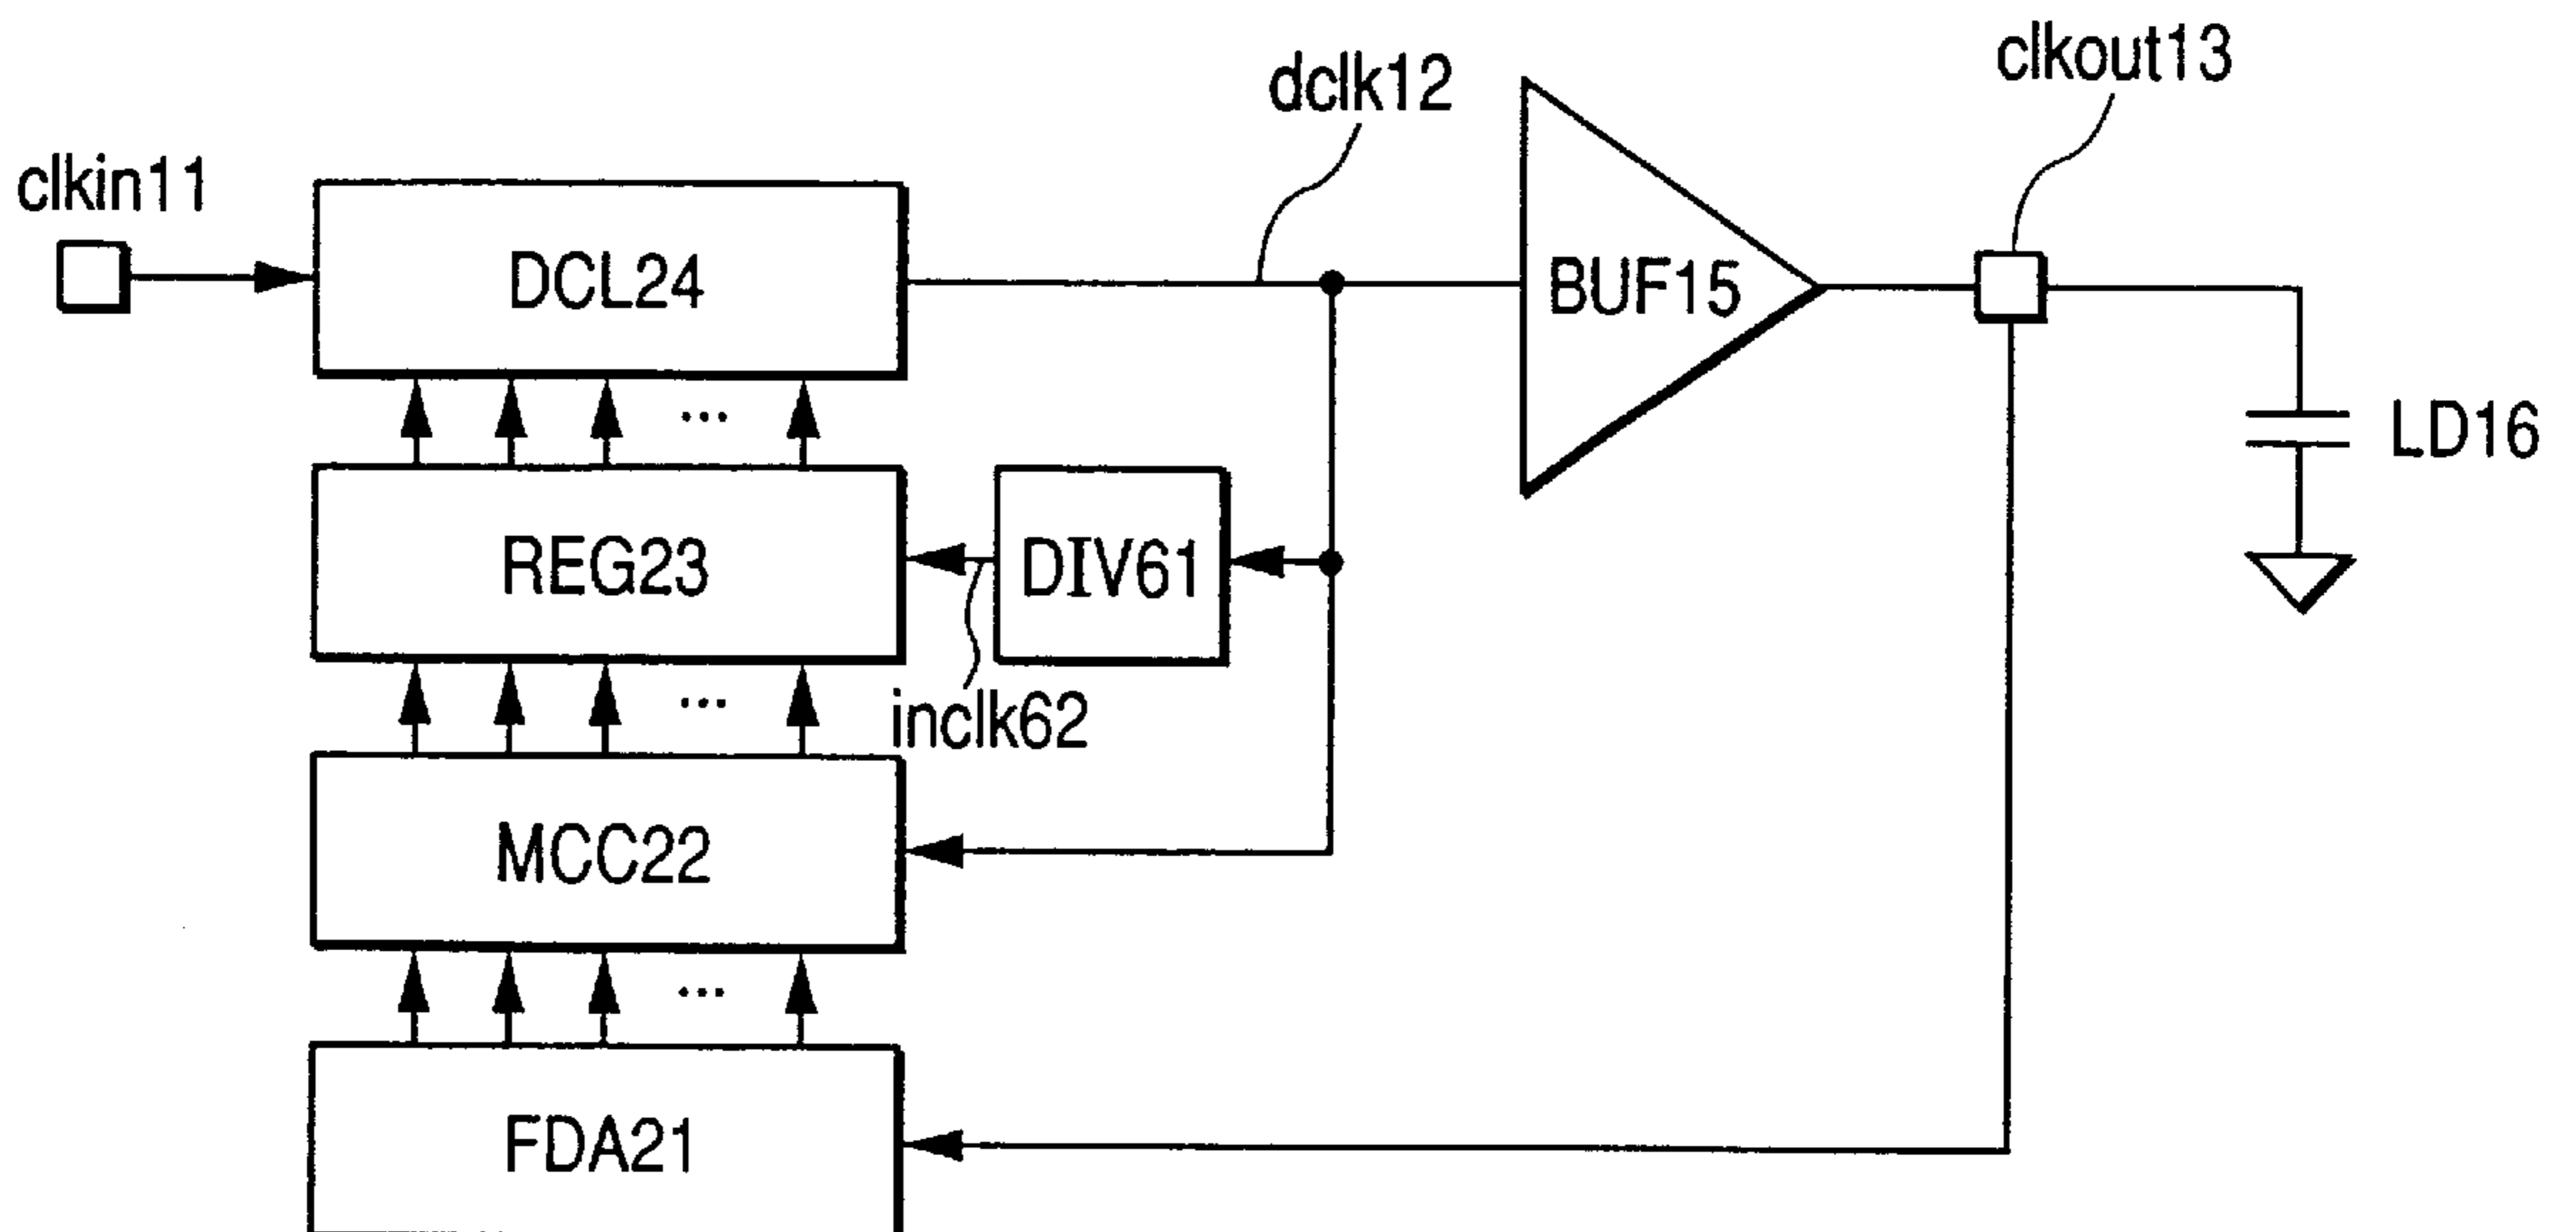 clkout13
dclk12
clkin11
DCL24
BUF15
...
LD16
REG23
DIV61
...
inclk62
MCC22
...
FDA21